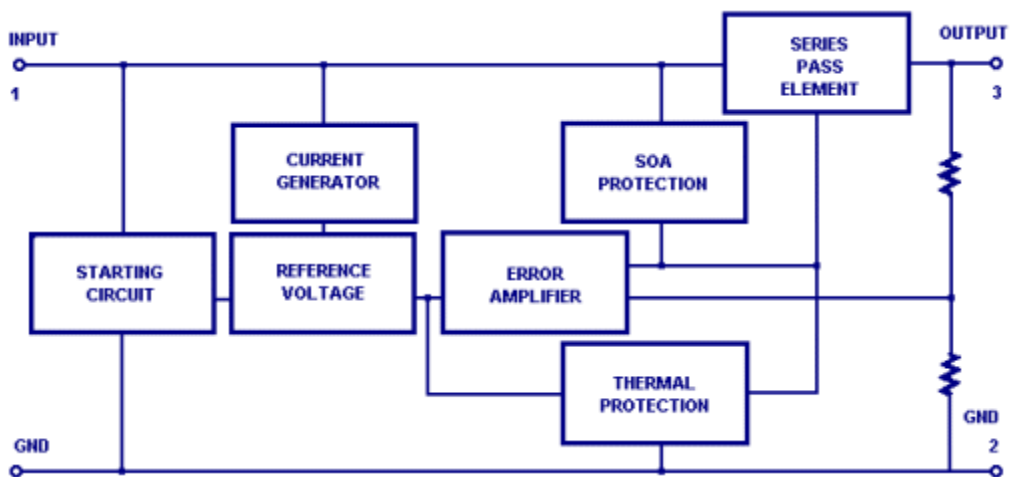 INPUT
1
SERIES
PASS
ELEMENT
OUTPUT
3
CURRENT
GENERATOR
SOA
PROTECTION
STARTING
CIRCUIT
REFERENCE
VOLTAGE
ERROR
AMPLIFIER
THERMAL
PROTECTION
GND
GND
2